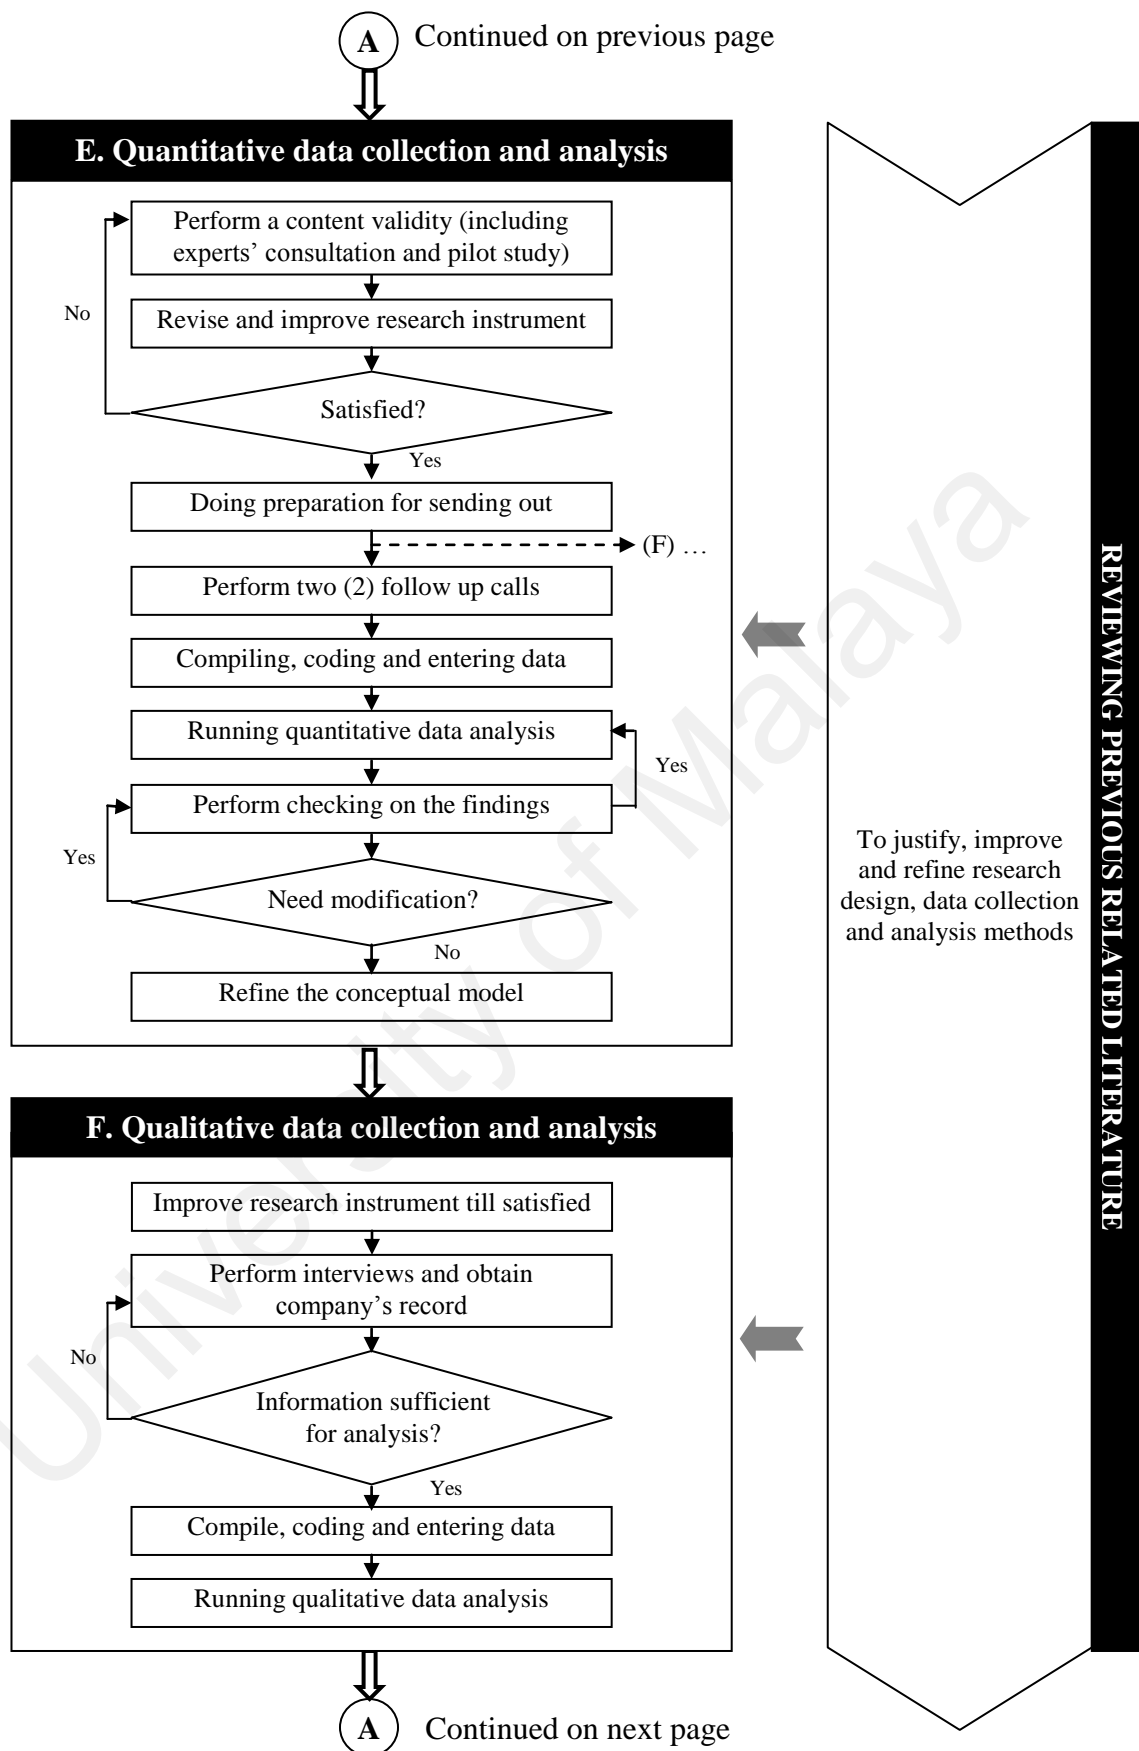 A
Continued on previous page
E. Quantitative data collection and analysis
Perform a content validity (including
experts’ consultation and pilot study)
No
Revise and improve research instrument
Satisfied?
Yes
Doing preparation for sending out
(F) …
Perform two (2) follow up calls
Compiling, coding and entering data
Running quantitative data analysis
Yes
Perform checking on the findings
Yes
Need modification?
No
Refine the conceptual model
F. Qualitative data collection and analysis
Improve research instrument till satisfied
Perform interviews and obtain
company’s record
No
Information sufficient
for analysis?
Yes
Compile, coding and entering data
Running qualitative data analysis
A
Continued on next page
To justify, improve
and refine research
design, data collection
and analysis methods
REVIEWING PREVIOUS RELATED LITERATURE
University of Malaya